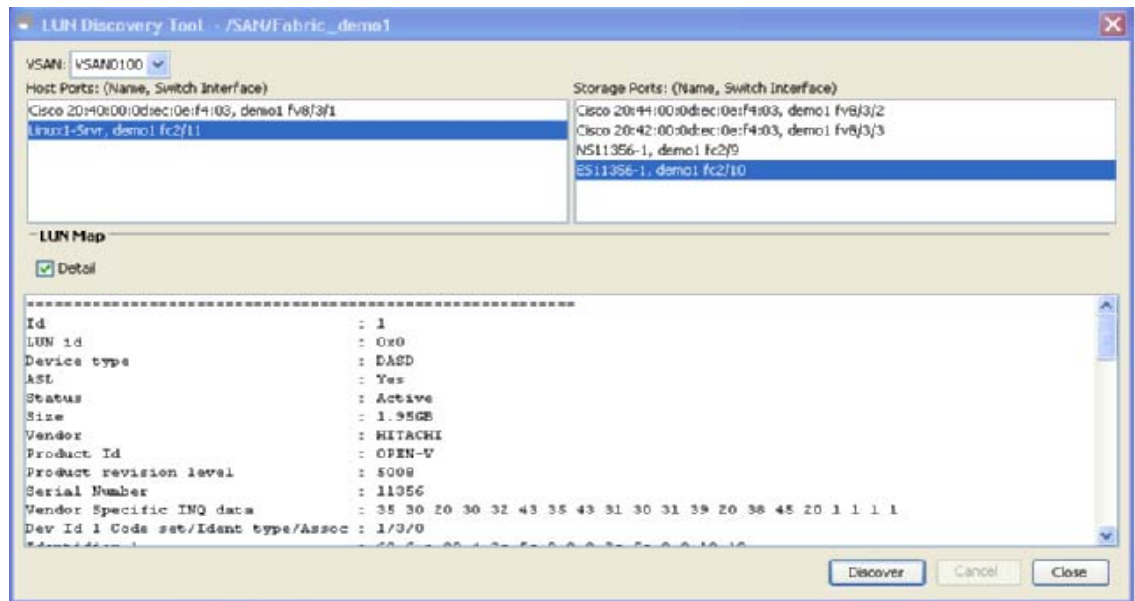 LUN Discovery Tool - /SAN/Fabric_demo1
VSAN: VSAN0100
Host Ports: (Name, Switch Interface)
Cisco 20:40:00:0d:ec:0e:f4:03, demo1 fv8/3/1
Linux1-Srvr, demo1 fc2/11
Storage Ports: (Name, Switch Interface)
Cisco 20:44:00:0d:ec:0e:f4:03, demo1 fv8/3/2
Cisco 20:42:00:0d:ec:0e:f4:03, demo1 fv8/3/3
NS11356-1, demo1 fc2/9
ES11356-1, demo1 fc2/10
LUN Map
Detail
==========================================================
Id : 1
LUN id : 0x0
Device type : DASD
ASL : Yes
Status : Active
Size : 1.95GB
Vendor : HITACHI
Product Id : OPEN-V
Product revision level : 5008
Serial Number : 11356
Vendor Specific INQ data : 35 30 20 30 32 43 35 43 31 30 31 39 20 38 45 20 1 1 1 1
Dev Id 1 Code set/Ident type/Assoc : 1/3/0
Discover
Cancel
Close